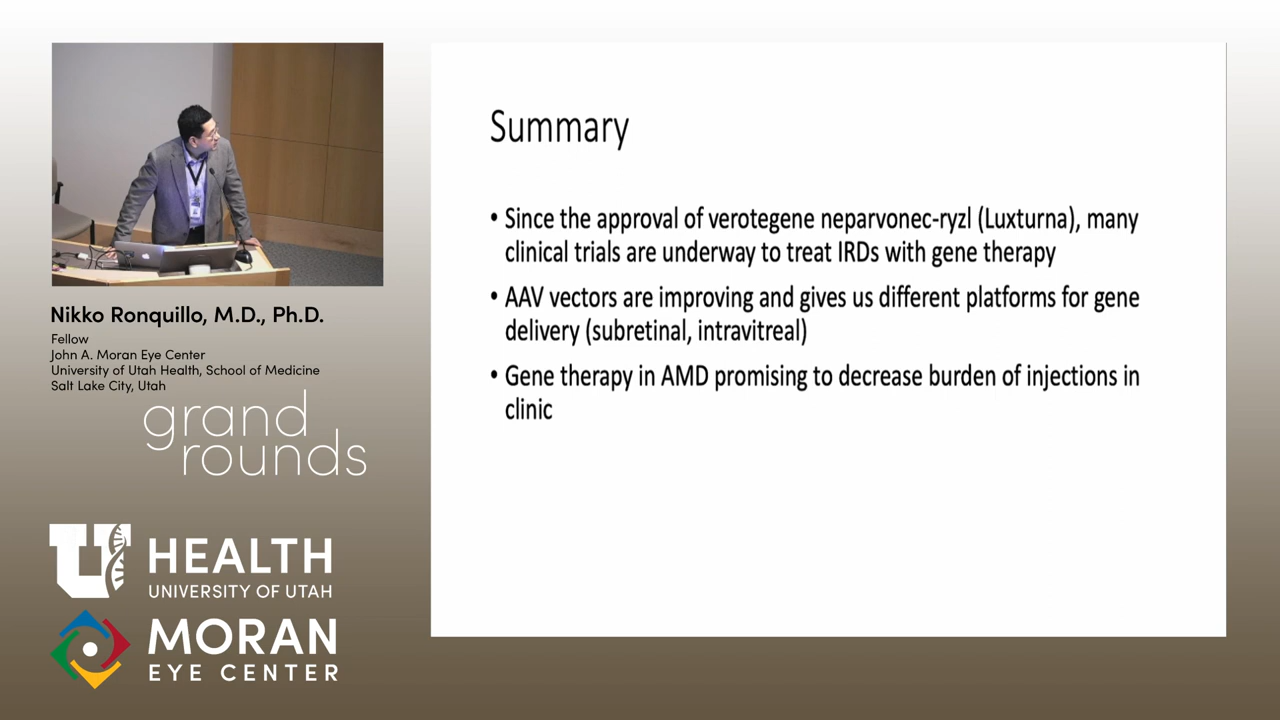 Nikko Ronquillo, M.D., Ph.D.
Fellow
John A. Moran Eye Center
University of Utah Health, School of Medicine
Salt Lake City, Utah
grand
rounds
U HEALTH
UNIVERSITY OF UTAH
MORAN
EYE CENTER
Summary
• Since the approval of verotegene neparvonec-ryzl (Luxturna), many
clinical trials are underway to treat IRDs with gene therapy
• AAV vectors are improving and gives us different platforms for gene
delivery (subretinal, intravitreal)
• Gene therapy in AMD promising to decrease burden of injections in
clinic